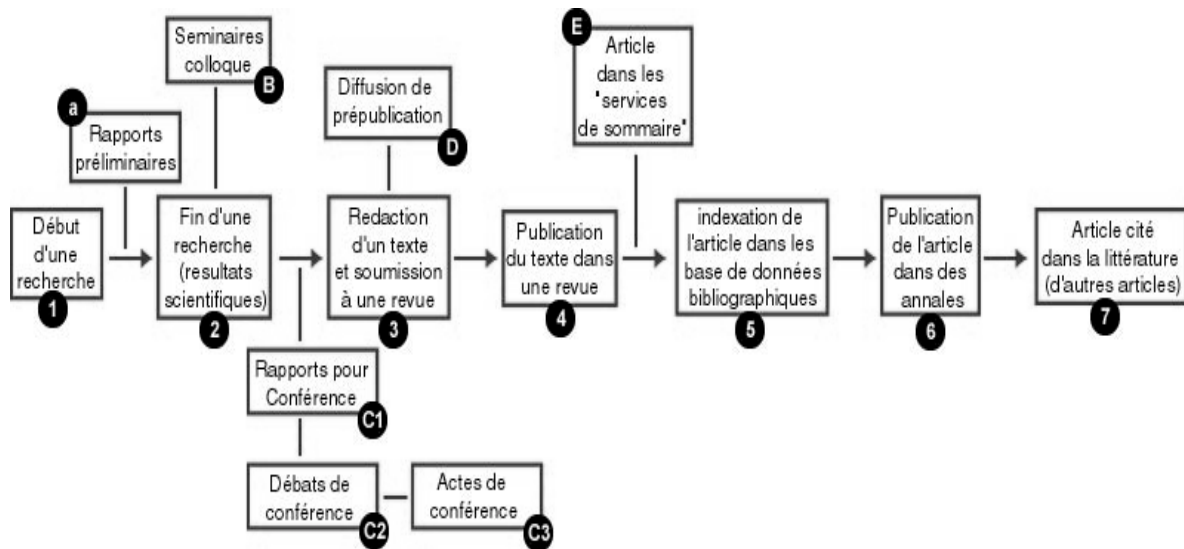 Seminaires
colloque
B
E
Article
dans les
"services
de sommaire"
Diffusion de
prépublication
D
a
Rapports
préliminaires
Début
d'une
recherche
1
Fin d'une
recherche
(resultats
scientifiques)
2
Redaction
d'un texte
et soumission
à une revue
3
Publication
du texte dans
une revue
4
indexation de
l'article dans les
base de données
bibliographiques
5
Publication
de l'article
dans des
annales
6
Article cité
dans la littérature
(d'autres articles)
7
Rapports pour
Conférence
C1
Débats de
conférence
C2
Actes de
conférence
C3